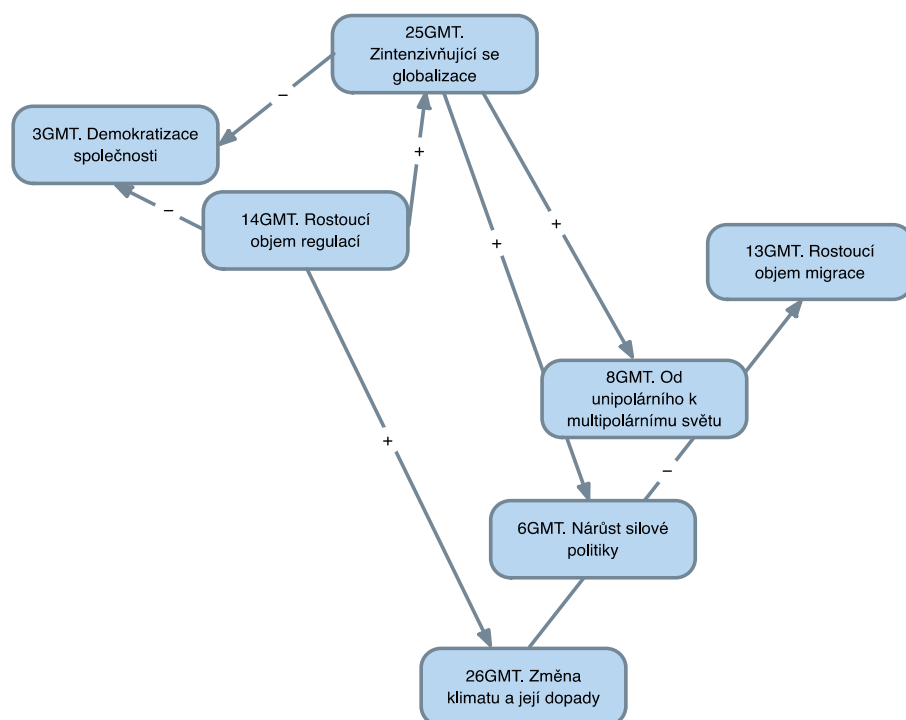 25GMT.
Zintenzivňující se
globalizace
–
3GMT. Demokratizace
společnosti
+
–
14GMT. Rostoucí
objem regulací
+
+
13GMT. Rostoucí
objem migrace
+
8GMT. Od
unipolárního k
multipolárnímu světu
–
6GMT. Nárůst silové
politiky
26GMT. Změna
klimatu a její dopady